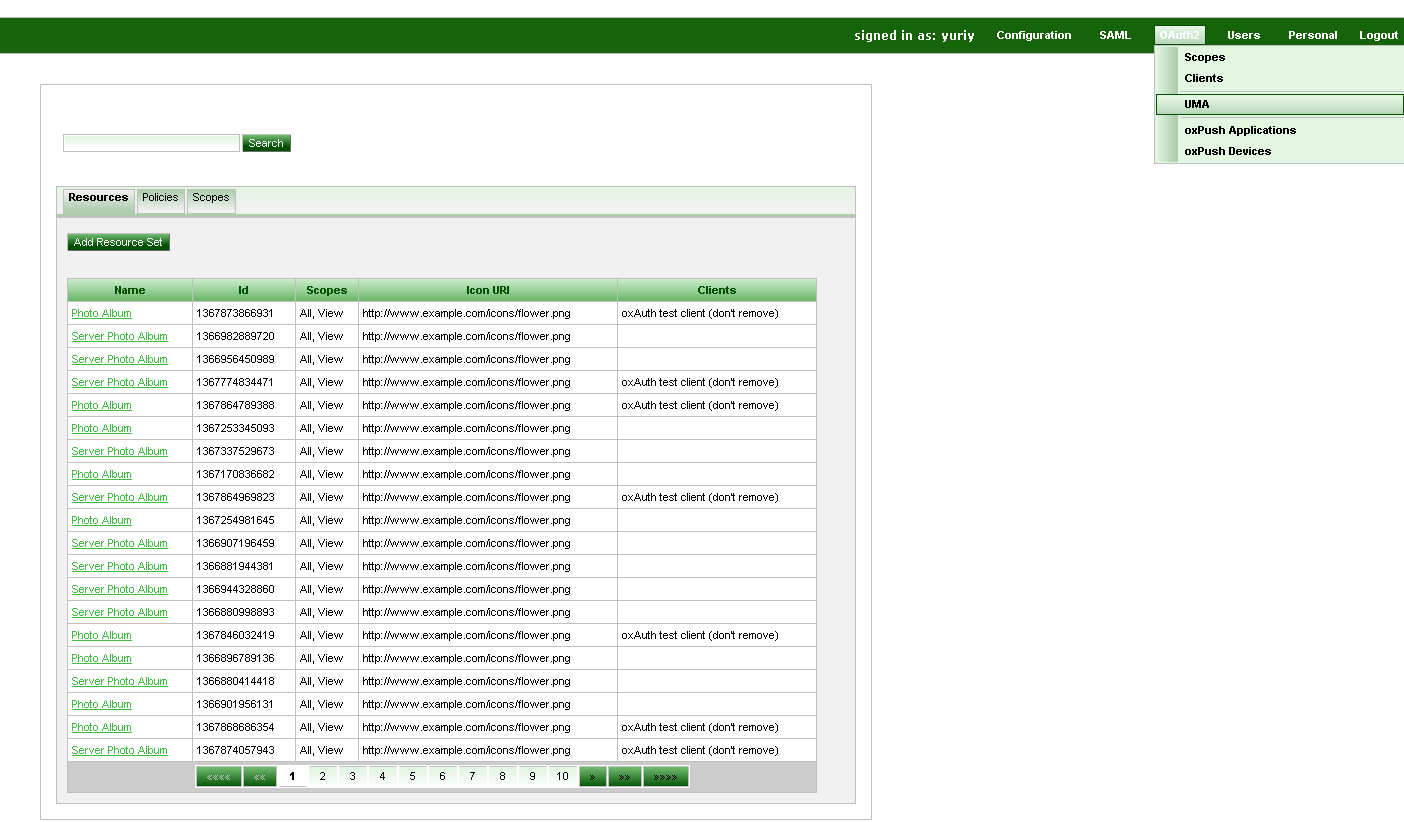 signed in as: yuriy Configuration SAML OAuth2 Users Personal Logout
Scopes
Clients
UMA
oxPush Applications
oxPush Devices
Search
Resources Policies Scopes
Add Resource Set
Name Id Scopes Icon URI Clients
Photo Album 1367873866931 All, View http://www.example.com/icons/flower.png oxAuth test client (don't remove)
Server Photo Album 1366982889720 All, View http://www.example.com/icons/flower.png
Server Photo Album 1366956450989 All, View http://www.example.com/icons/flower.png
Server Photo Album 1367774834471 All, View http://www.example.com/icons/flower.png oxAuth test client (don't remove)
Photo Album 1367864789388 All, View http://www.example.com/icons/flower.png oxAuth test client (don't remove)
Photo Album 1367253345093 All, View http://www.example.com/icons/flower.png
Server Photo Album 1367337529673 All, View http://www.example.com/icons/flower.png
Photo Album 1367170836682 All, View http://www.example.com/icons/flower.png
Server Photo Album 1367864969823 All, View http://www.example.com/icons/flower.png oxAuth test client (don't remove)
Photo Album 1367254981645 All, View http://www.example.com/icons/flower.png
Server Photo Album 1366907196459 All, View http://www.example.com/icons/flower.png
Server Photo Album 1366881944381 All, View http://www.example.com/icons/flower.png
Server Photo Album 1366944328860 All, View http://www.example.com/icons/flower.png
Server Photo Album 1366880998893 All, View http://www.example.com/icons/flower.png
Photo Album 1367846032419 All, View http://www.example.com/icons/flower.png oxAuth test client (don't remove)
Photo Album 1366896789136 All, View http://www.example.com/icons/flower.png
Server Photo Album 1366880414418 All, View http://www.example.com/icons/flower.png
Photo Album 1366901956131 All, View http://www.example.com/icons/flower.png
Photo Album 1367868686354 All, View http://www.example.com/icons/flower.png oxAuth test client (don't remove)
Server Photo Album 1367874057943 All, View http://www.example.com/icons/flower.png oxAuth test client (don't remove)
«««« «« 1 2 3 4 5 6 7 8 9 10 » »» »»»»